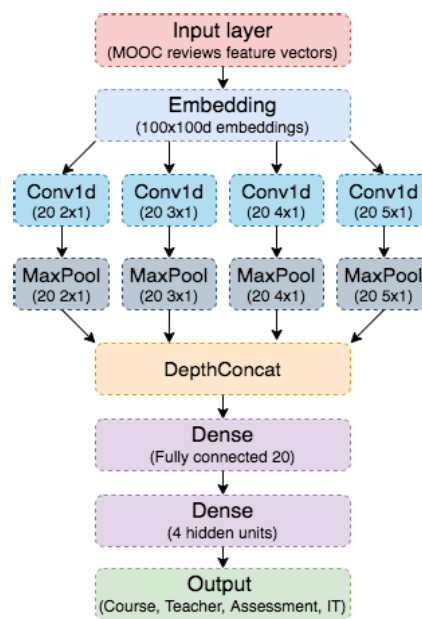 Input layer
(MOOC reviews feature vectors)
Embedding
(100x100d embeddings)
Conv1d
(20 2x1)
Conv1d
(20 3x1)
Conv1d
(20 4x1)
Conv1d
(20 5x1)
MaxPool
(20 2x1)
MaxPool
(20 3x1)
MaxPool
(20 4x1)
MaxPool
(20 5x1)
DepthConcat
Dense
(Fully connected 20)
Dense
(4 hidden units)
Output
(Course, Teacher, Assessment, IT)